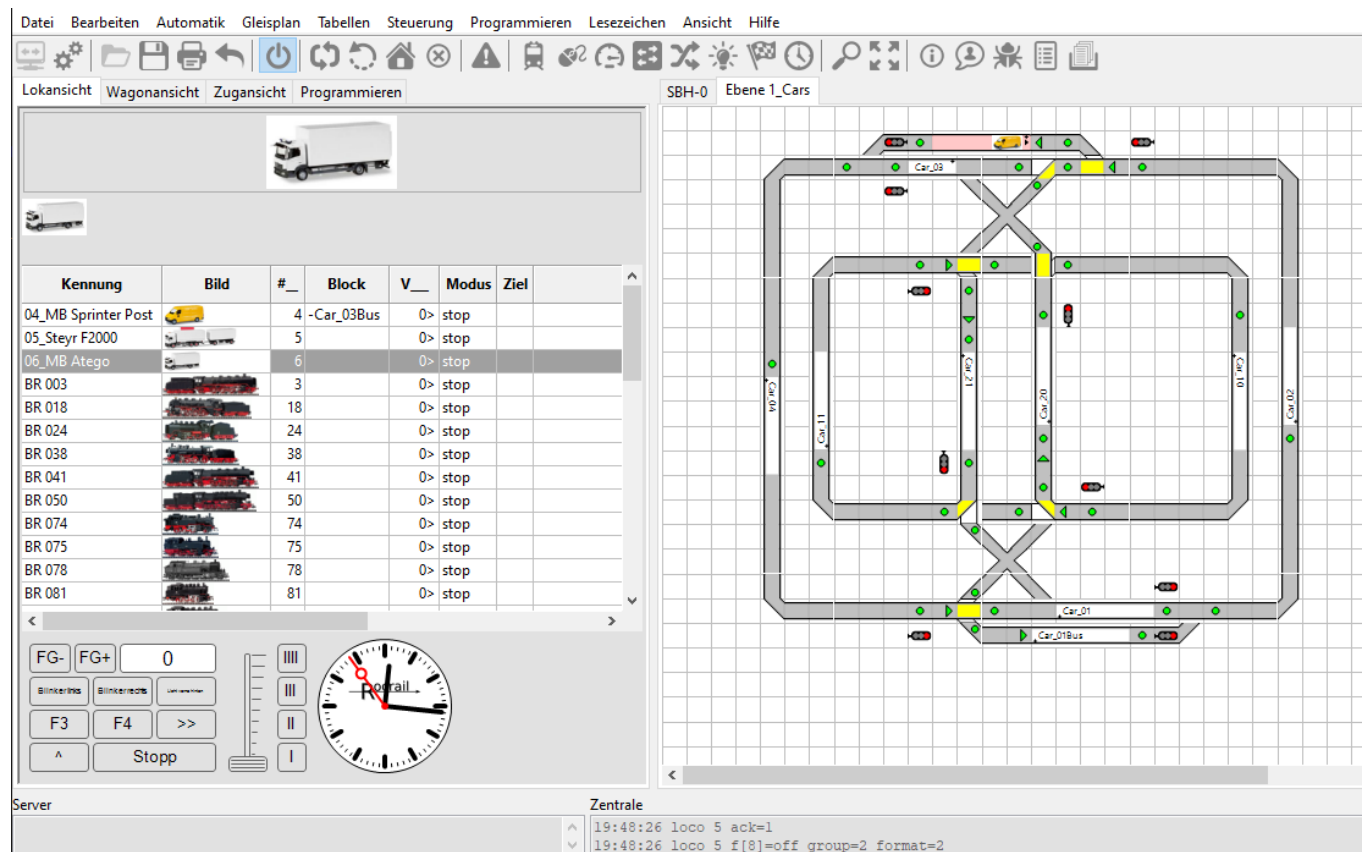 Datei Bearbeiten Automatik Gleisplan Tabellen Steuerung Programmieren Lesezeichen Ansicht Hilfe
Lokansicht Wagonansicht Zugansicht Programmieren
SBH-0 Ebene 1_Cars
Kennung Bild #__ Block V__ Modus Ziel
04_MB Sprinter Post 4 -Car_03Bus 0> stop
05_Steyr F2000 5 0> stop
06_MB Atego 6 0> stop
BR 003 3 0> stop
BR 018 18 0> stop
BR 024 24 0> stop
BR 038 38 0> stop
BR 041 41 0> stop
BR 050 50 0> stop
BR 074 74 0> stop
BR 075 75 0> stop
BR 078 78 0> stop
BR 081 81 0> stop
FG- FG+ 0 IIII
Blinkerlinks Blinkerrechts III
F3 F4 >> II
^ Stopp I
Rocrail
Car_03
Car_04
Car_11
Car_21
Car_20
Car_10
Car_02
Car_01
Car_01Bus
Server
Zentrale
19:48:26 loco 5 ack=1
19:48:26 loco 5 f[8]=off group=2 format=2